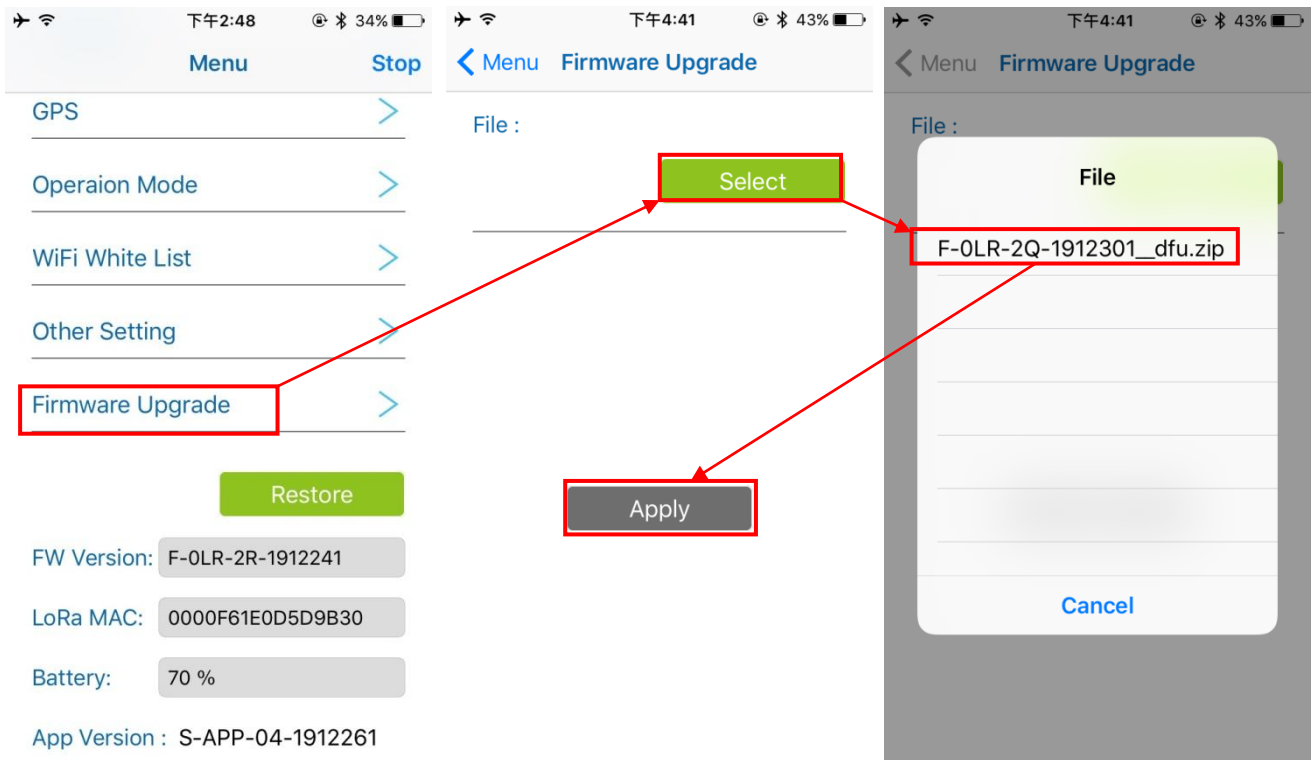 下午2:48 34%
Menu Stop
GPS
Operaion Mode
WiFi White List
Other Setting
Firmware Upgrade
Restore
FW Version: F-0LR-2R-1912241
LoRa MAC: 0000F61E0D5D9B30
Battery: 70 %
App Version : S-APP-04-1912261
下午4:41 43%
Menu Firmware Upgrade
File :
Select
Apply
下午4:41 43%
Menu Firmware Upgrade
File :
File
F-0LR-2Q-1912301__dfu.zip
Cancel